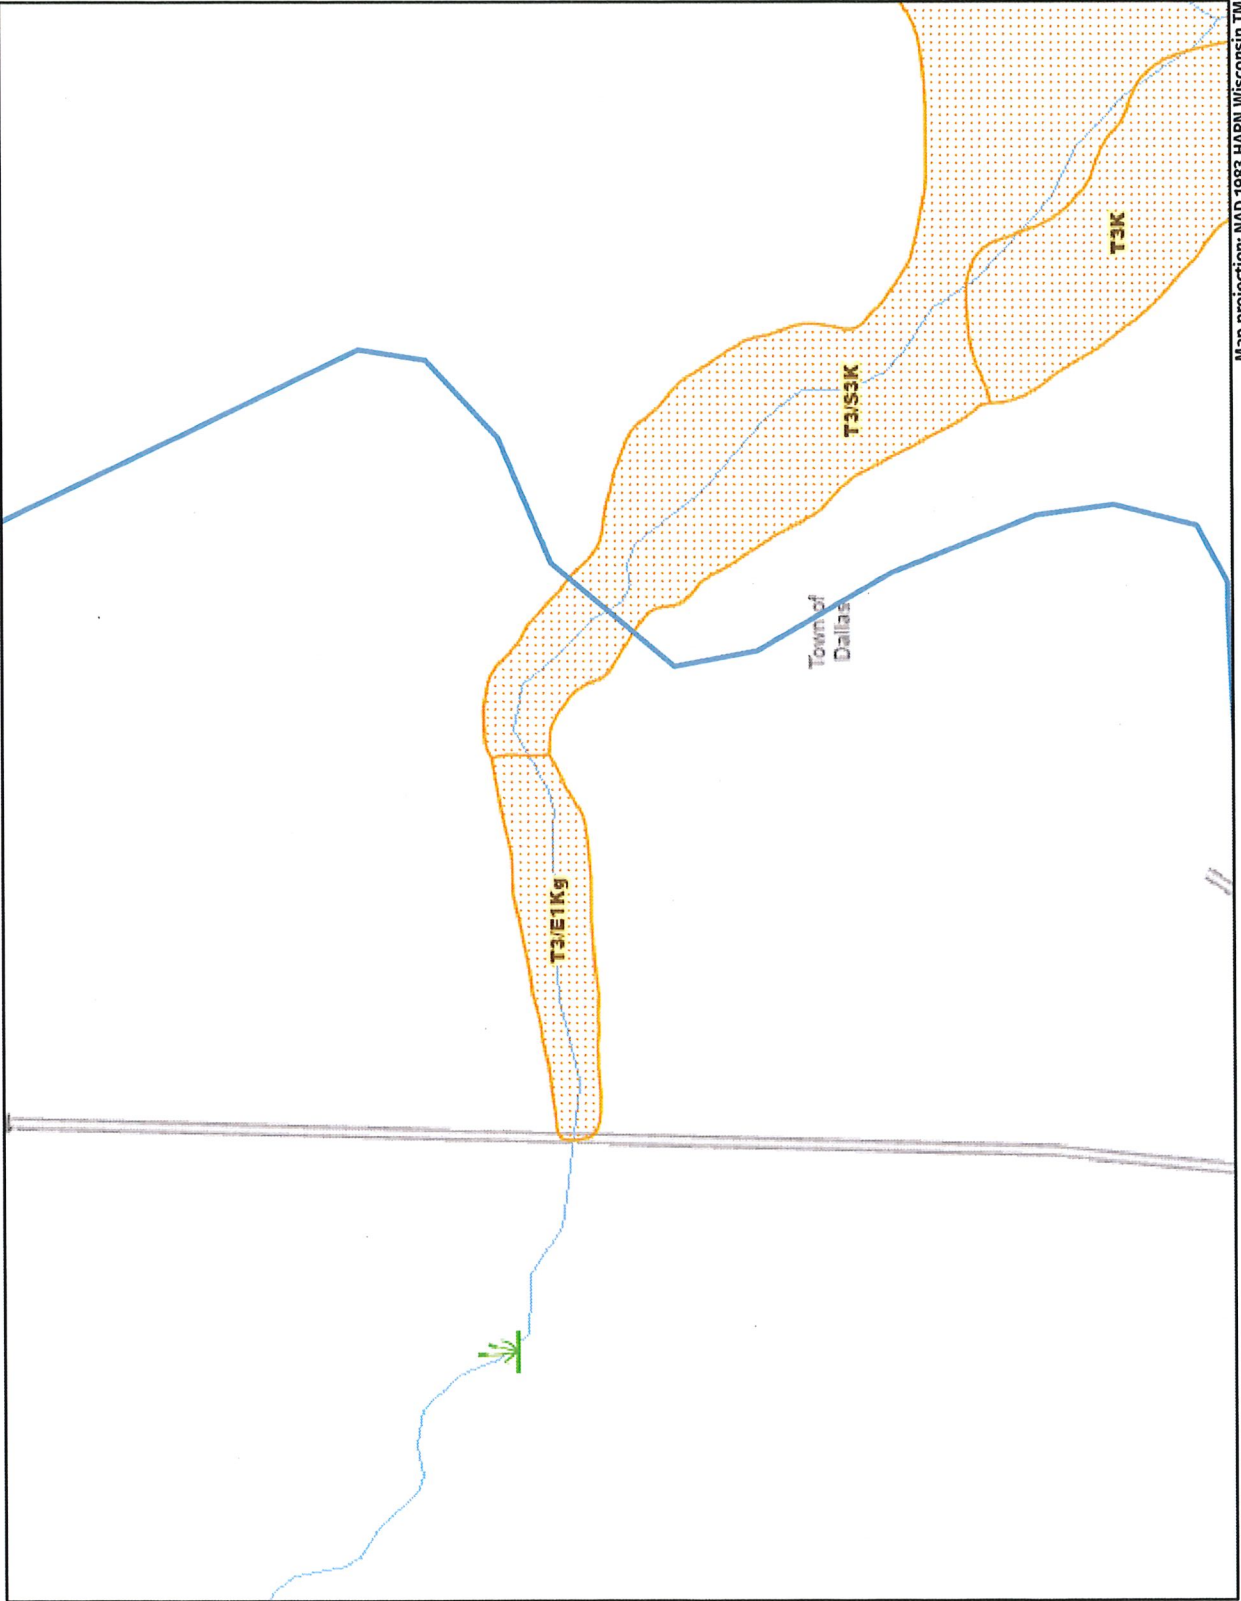 T3K
T3/S3K
Town of
Dallas
T3/E1Kg
Map projection: NAD 1983 HARN Wisconsin TM